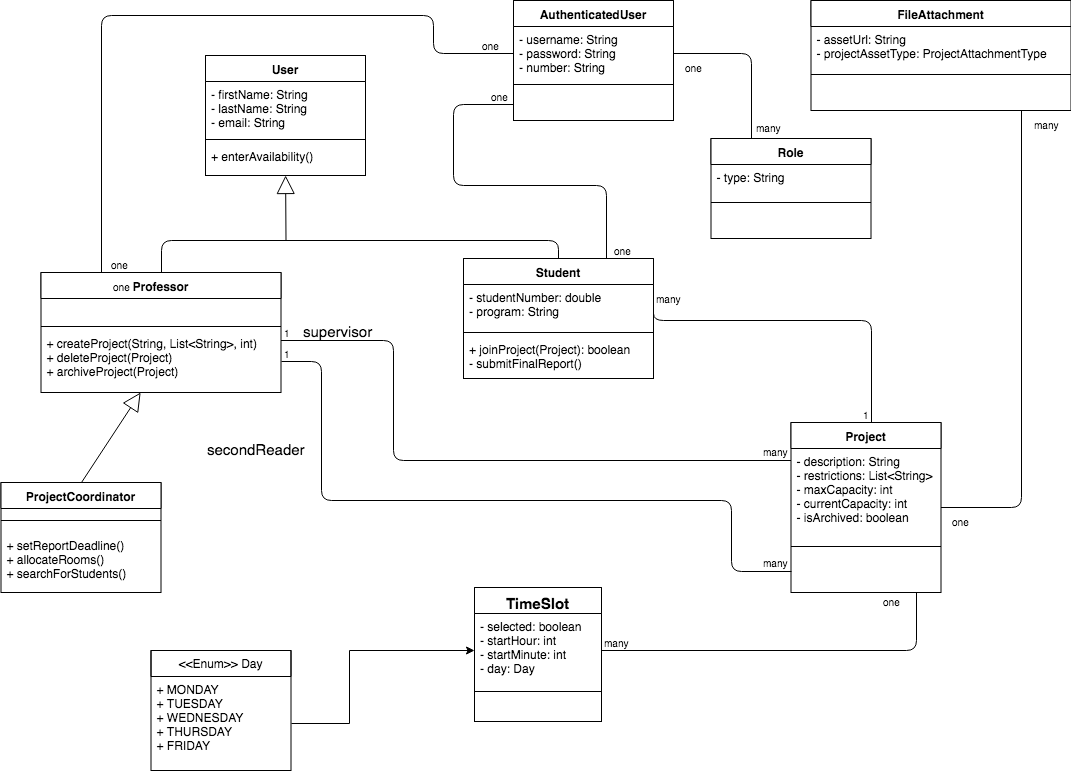 AuthenticatedUser
- username: String
- password: String
- number: String
one
one
one
FileAttachment
- assetUrl: String
- projectAssetType: ProjectAttachmentType
many
User
- firstName: String
- lastName: String
- email: String
+ enterAvailability()
many
Role
- type: String
one
one Professor
+ createProject(String, List<String>, int)
+ deleteProject(Project)
+ archiveProject(Project)
1
supervisor
1
one
Student
- studentNumber: double
- program: String
+ joinProject(Project): boolean
- submitFinalReport()
many
1
secondReader
many
many
Project
- description: String
- restrictions: List<String>
- maxCapacity: int
- currentCapacity: int
- isArchived: boolean
one
one
ProjectCoordinator
+ setReportDeadline()
+ allocateRooms()
+ searchForStudents()
TimeSlot
- selected: boolean
- startHour: int
- startMinute: int
- day: Day
many
<<Enum>> Day
+ MONDAY
+ TUESDAY
+ WEDNESDAY
+ THURSDAY
+ FRIDAY